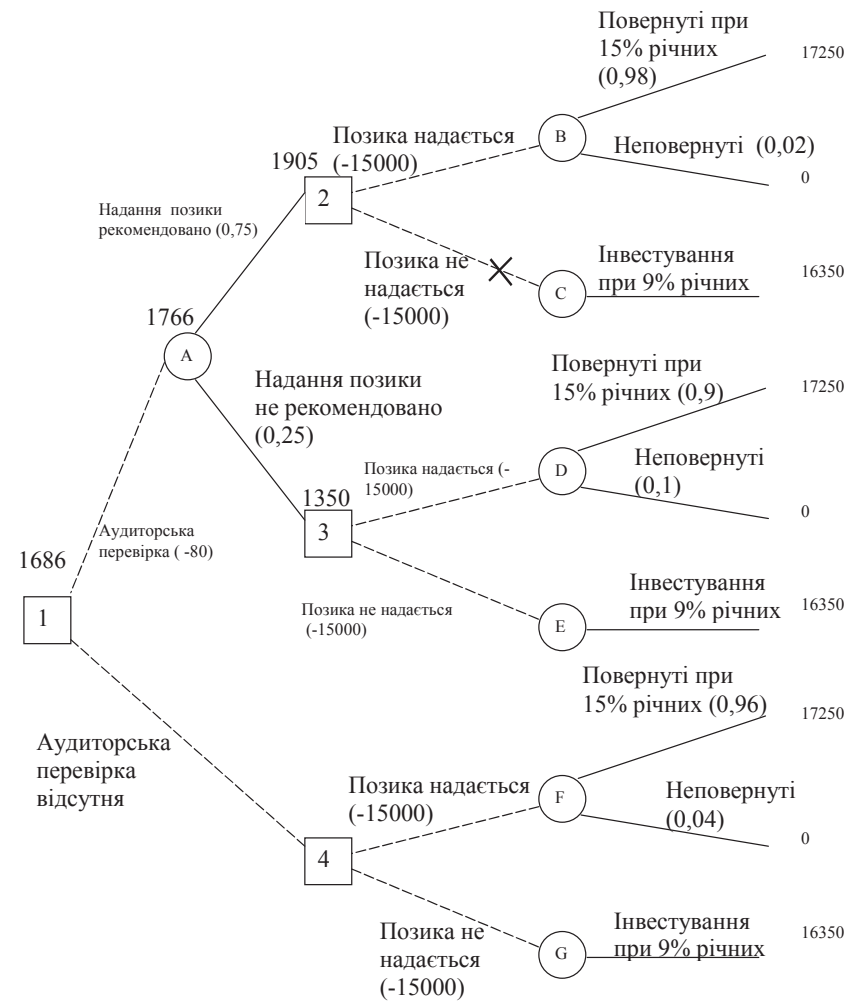 Повернуті при
15% річних
(0,98)
17250
Позика надається
(-15000)
B
Неповернуті (0,02)
0
1905
2
Надання позики
рекомендовано (0,75)
Позика не
надається
(-15000)
C
Інвестування
при 9% річних
16350
1766
A
Надання позики
не рекомендовано
(0,25)
Повернуті при
15% річних (0,9)
17250
Позика надається (-
15000)
D
Неповернуті
(0,1)
0
1350
3
Аудиторська
перевірка ( -80)
1686
1
Позика не надається
(-15000)
E
Інвестування
при 9% річних
16350
Повернуті при
15% річних (0,96)
17250
Аудиторська
перевірка
відсутня
Позика надається
(-15000)
F
Неповернуті
(0,04)
0
4
Позика не
надається
(-15000)
G
Інвестування
при 9% річних
16350